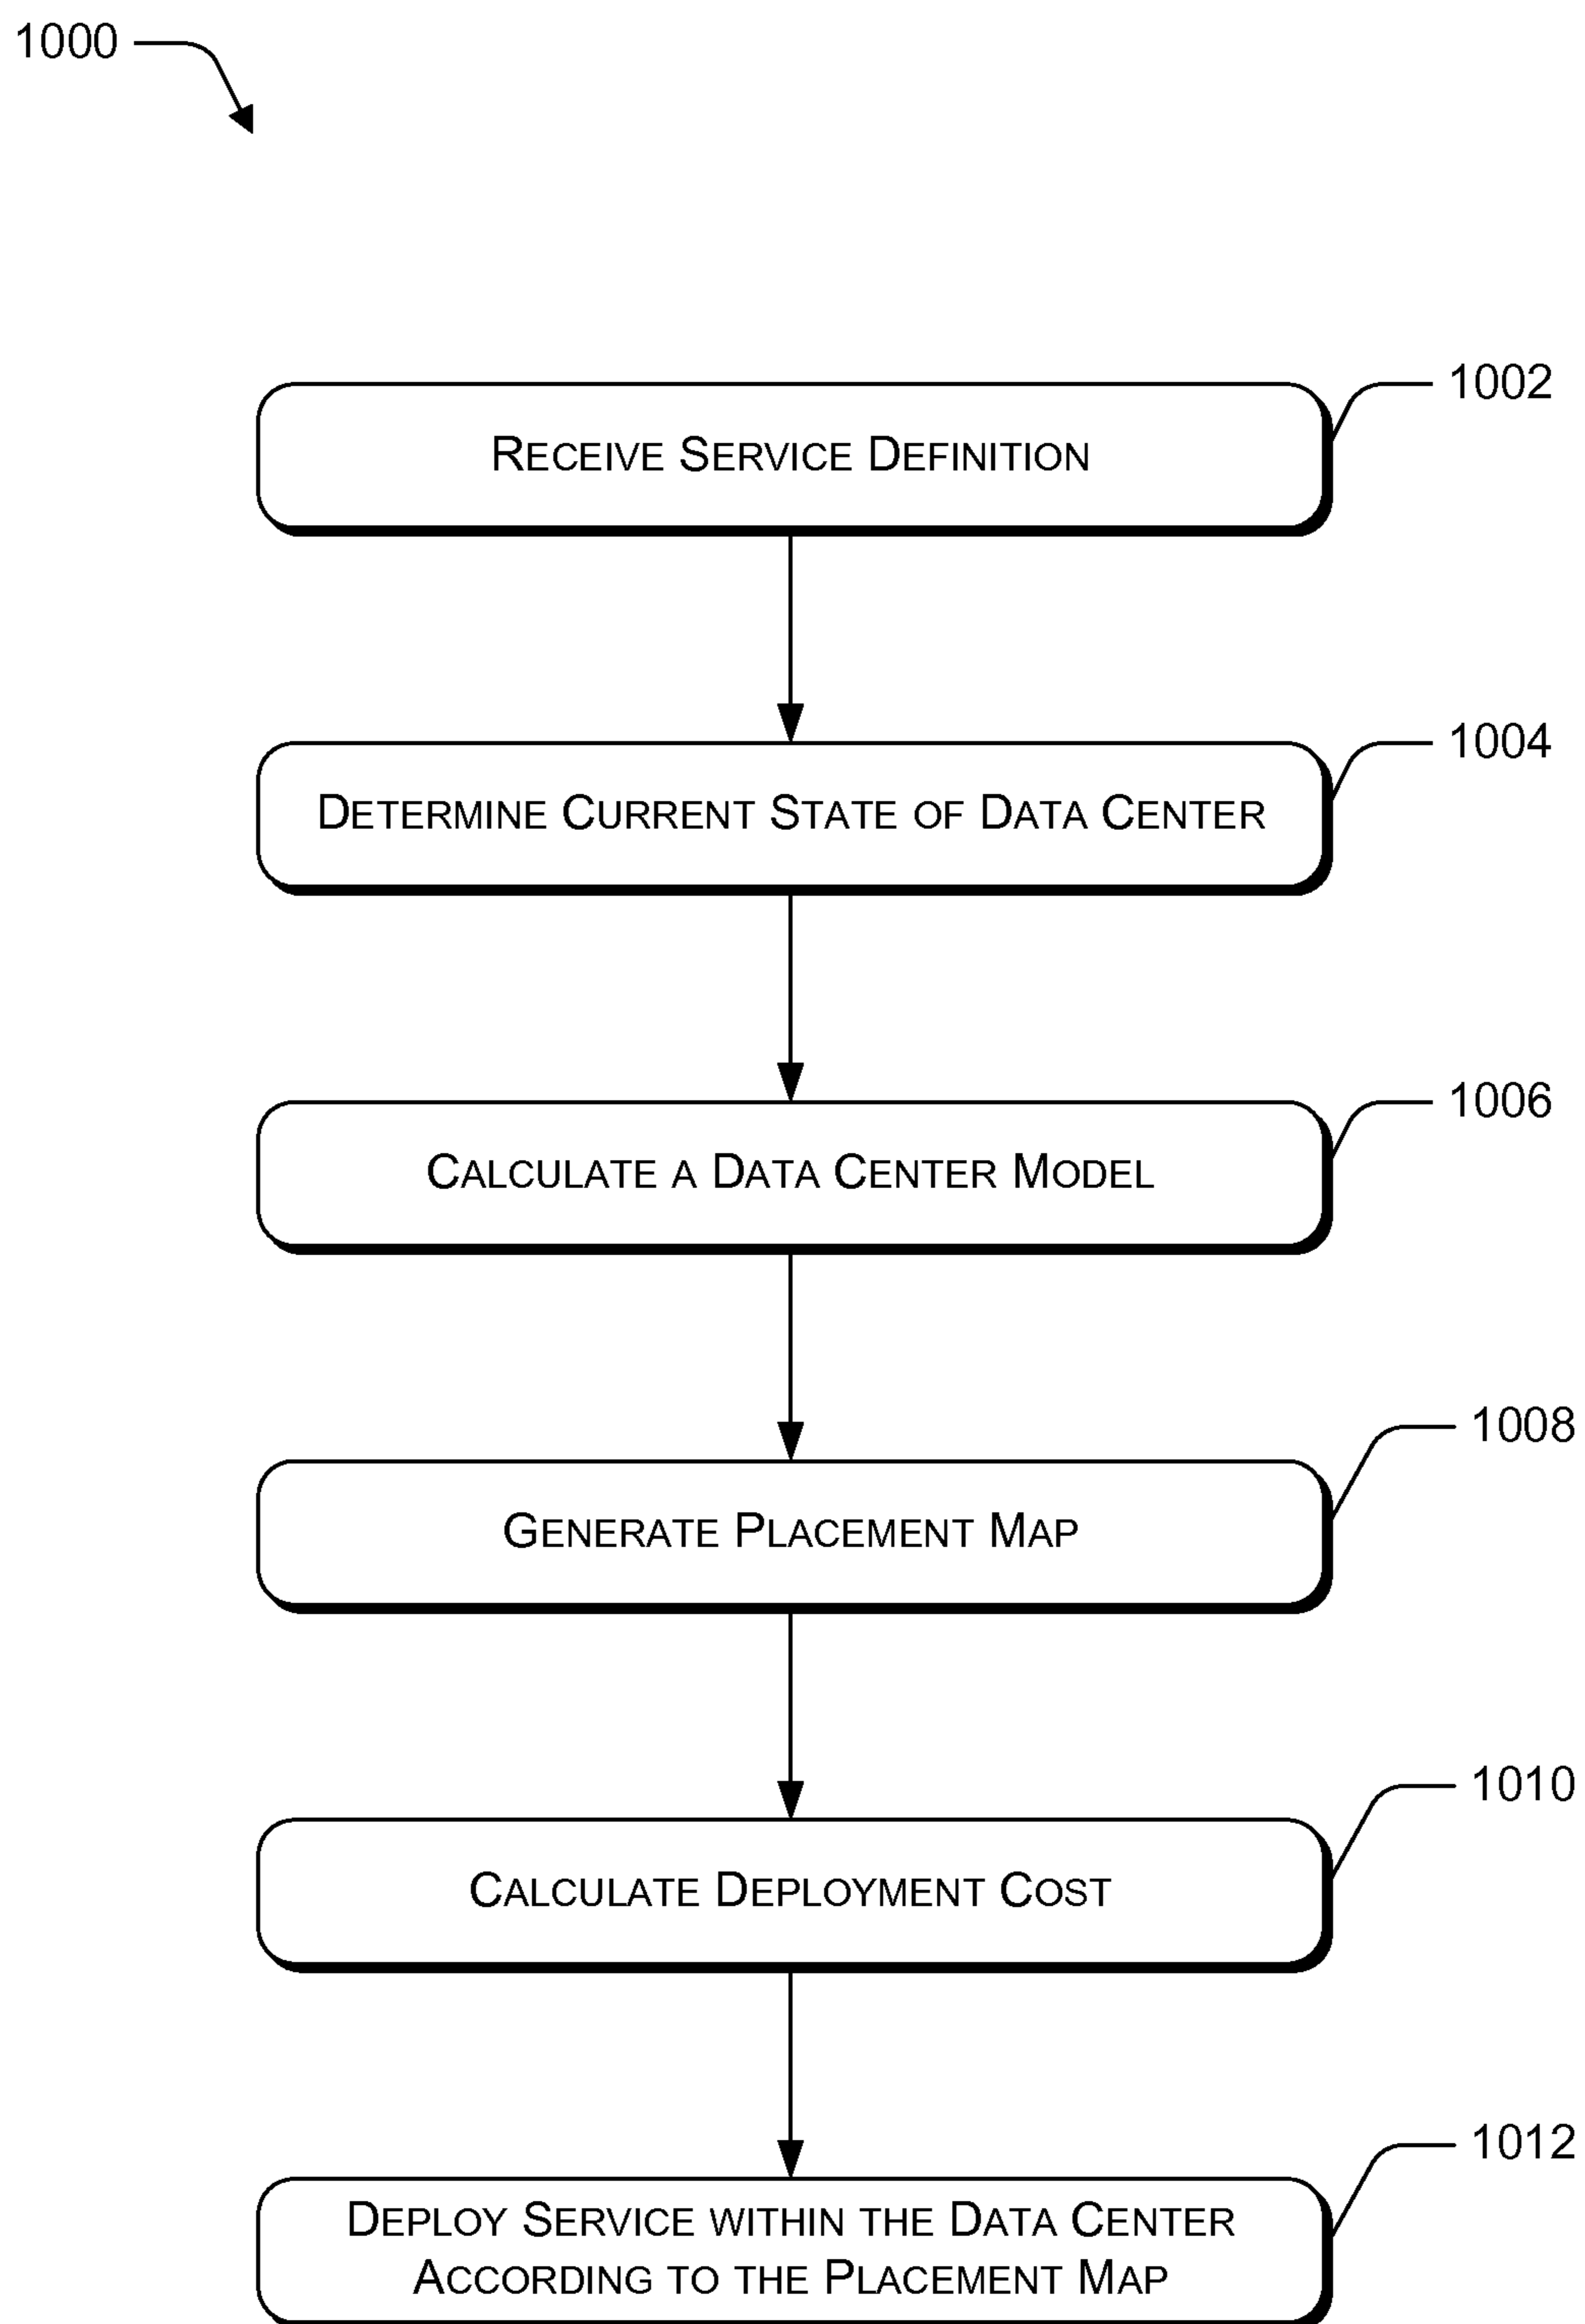 1000
1002
RECEIVE SERVICE DEFINITION
1004
DETERMINE CURRENT STATE OF DATA CENTER
1006
CALCULATE A DATA CENTER MODEL
1008
GENERATE PLACEMENT MAP
1010
CALCULATE DEPLOYMENT COST
1012
DEPLOY SERVICE WITHIN THE DATA CENTER
ACCORDING TO THE PLACEMENT MAP